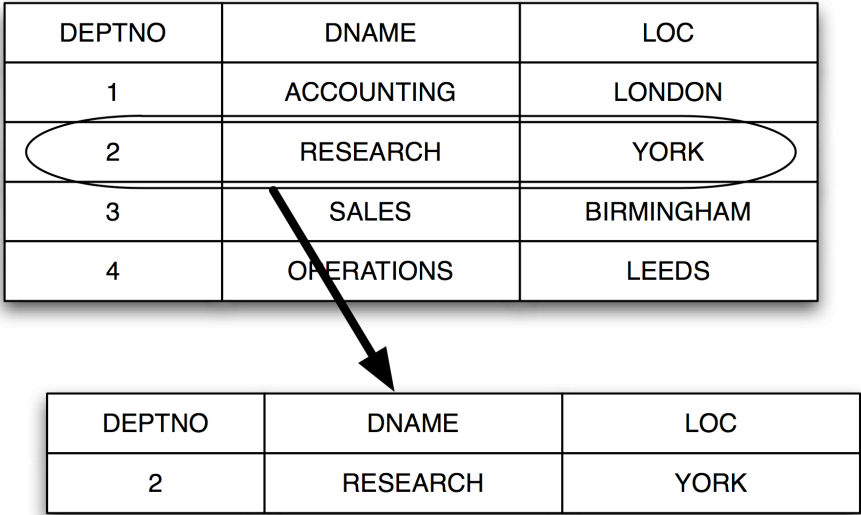 DEPTNO DNAME LOC
1 ACCOUNTING LONDON
2 RESEARCH YORK
3 SALES BIRMINGHAM
4 OPERATIONS LEEDS
DEPTNO DNAME LOC
2 RESEARCH YORK